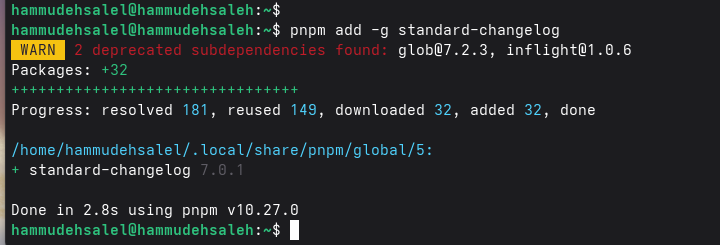 hammudehsalel@hammudehsaleh:~$
hammudehsalel@hammudehsaleh:~$ pnpm add -g standard-changelog
WARN 2 deprecated subdependencies found: glob@7.2.3, inflight@1.0.6
Packages: +32
++++++++++++++++++++++++++++++++
Progress: resolved 181, reused 149, downloaded 32, added 32, done
/home/hammudehsalel/.local/share/pnpm/global/5:
+ standard-changelog 7.0.1
Done in 2.8s using pnpm v10.27.0
hammudehsalel@hammudehsaleh:~$